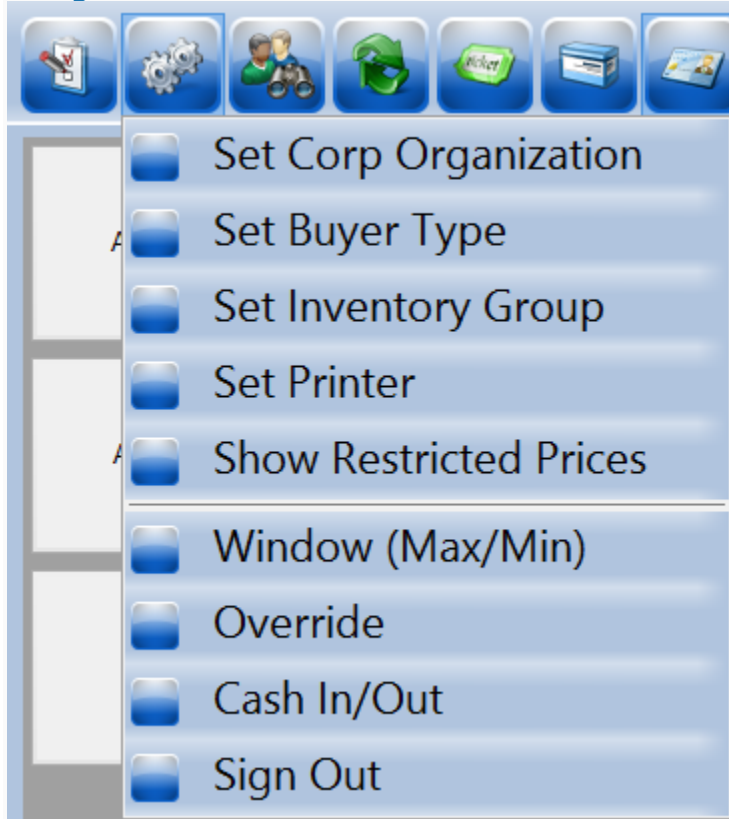 ticket
Set Corp Organization
Set Buyer Type
Set Inventory Group
Set Printer
Show Restricted Prices
Window (Max/Min)
Override
Cash In/Out
Sign Out